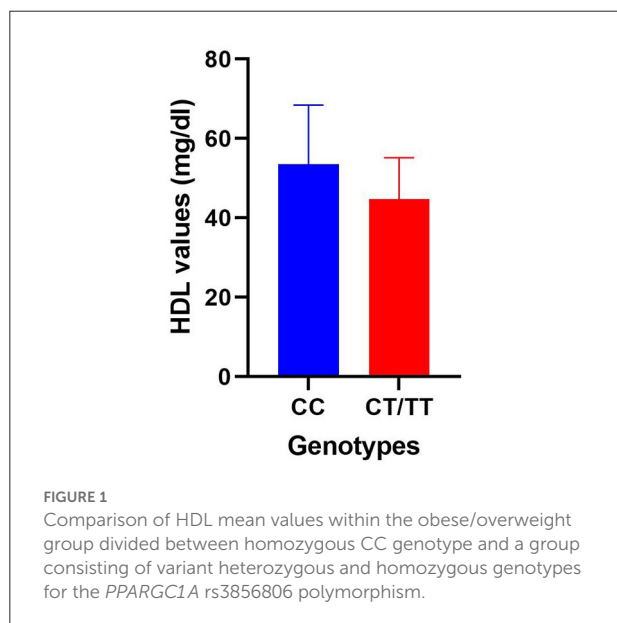 80
60
40
20
0
HDL values (mg/dl)
CC CT/TT
Genotypes
FIGURE 1
Comparison of HDL mean values within the obese/overweight
group divided between homozygous CC genotype and a group
consisting of variant heterozygous and homozygous genotypes
for the PPARGC1A rs3856806 polymorphism.